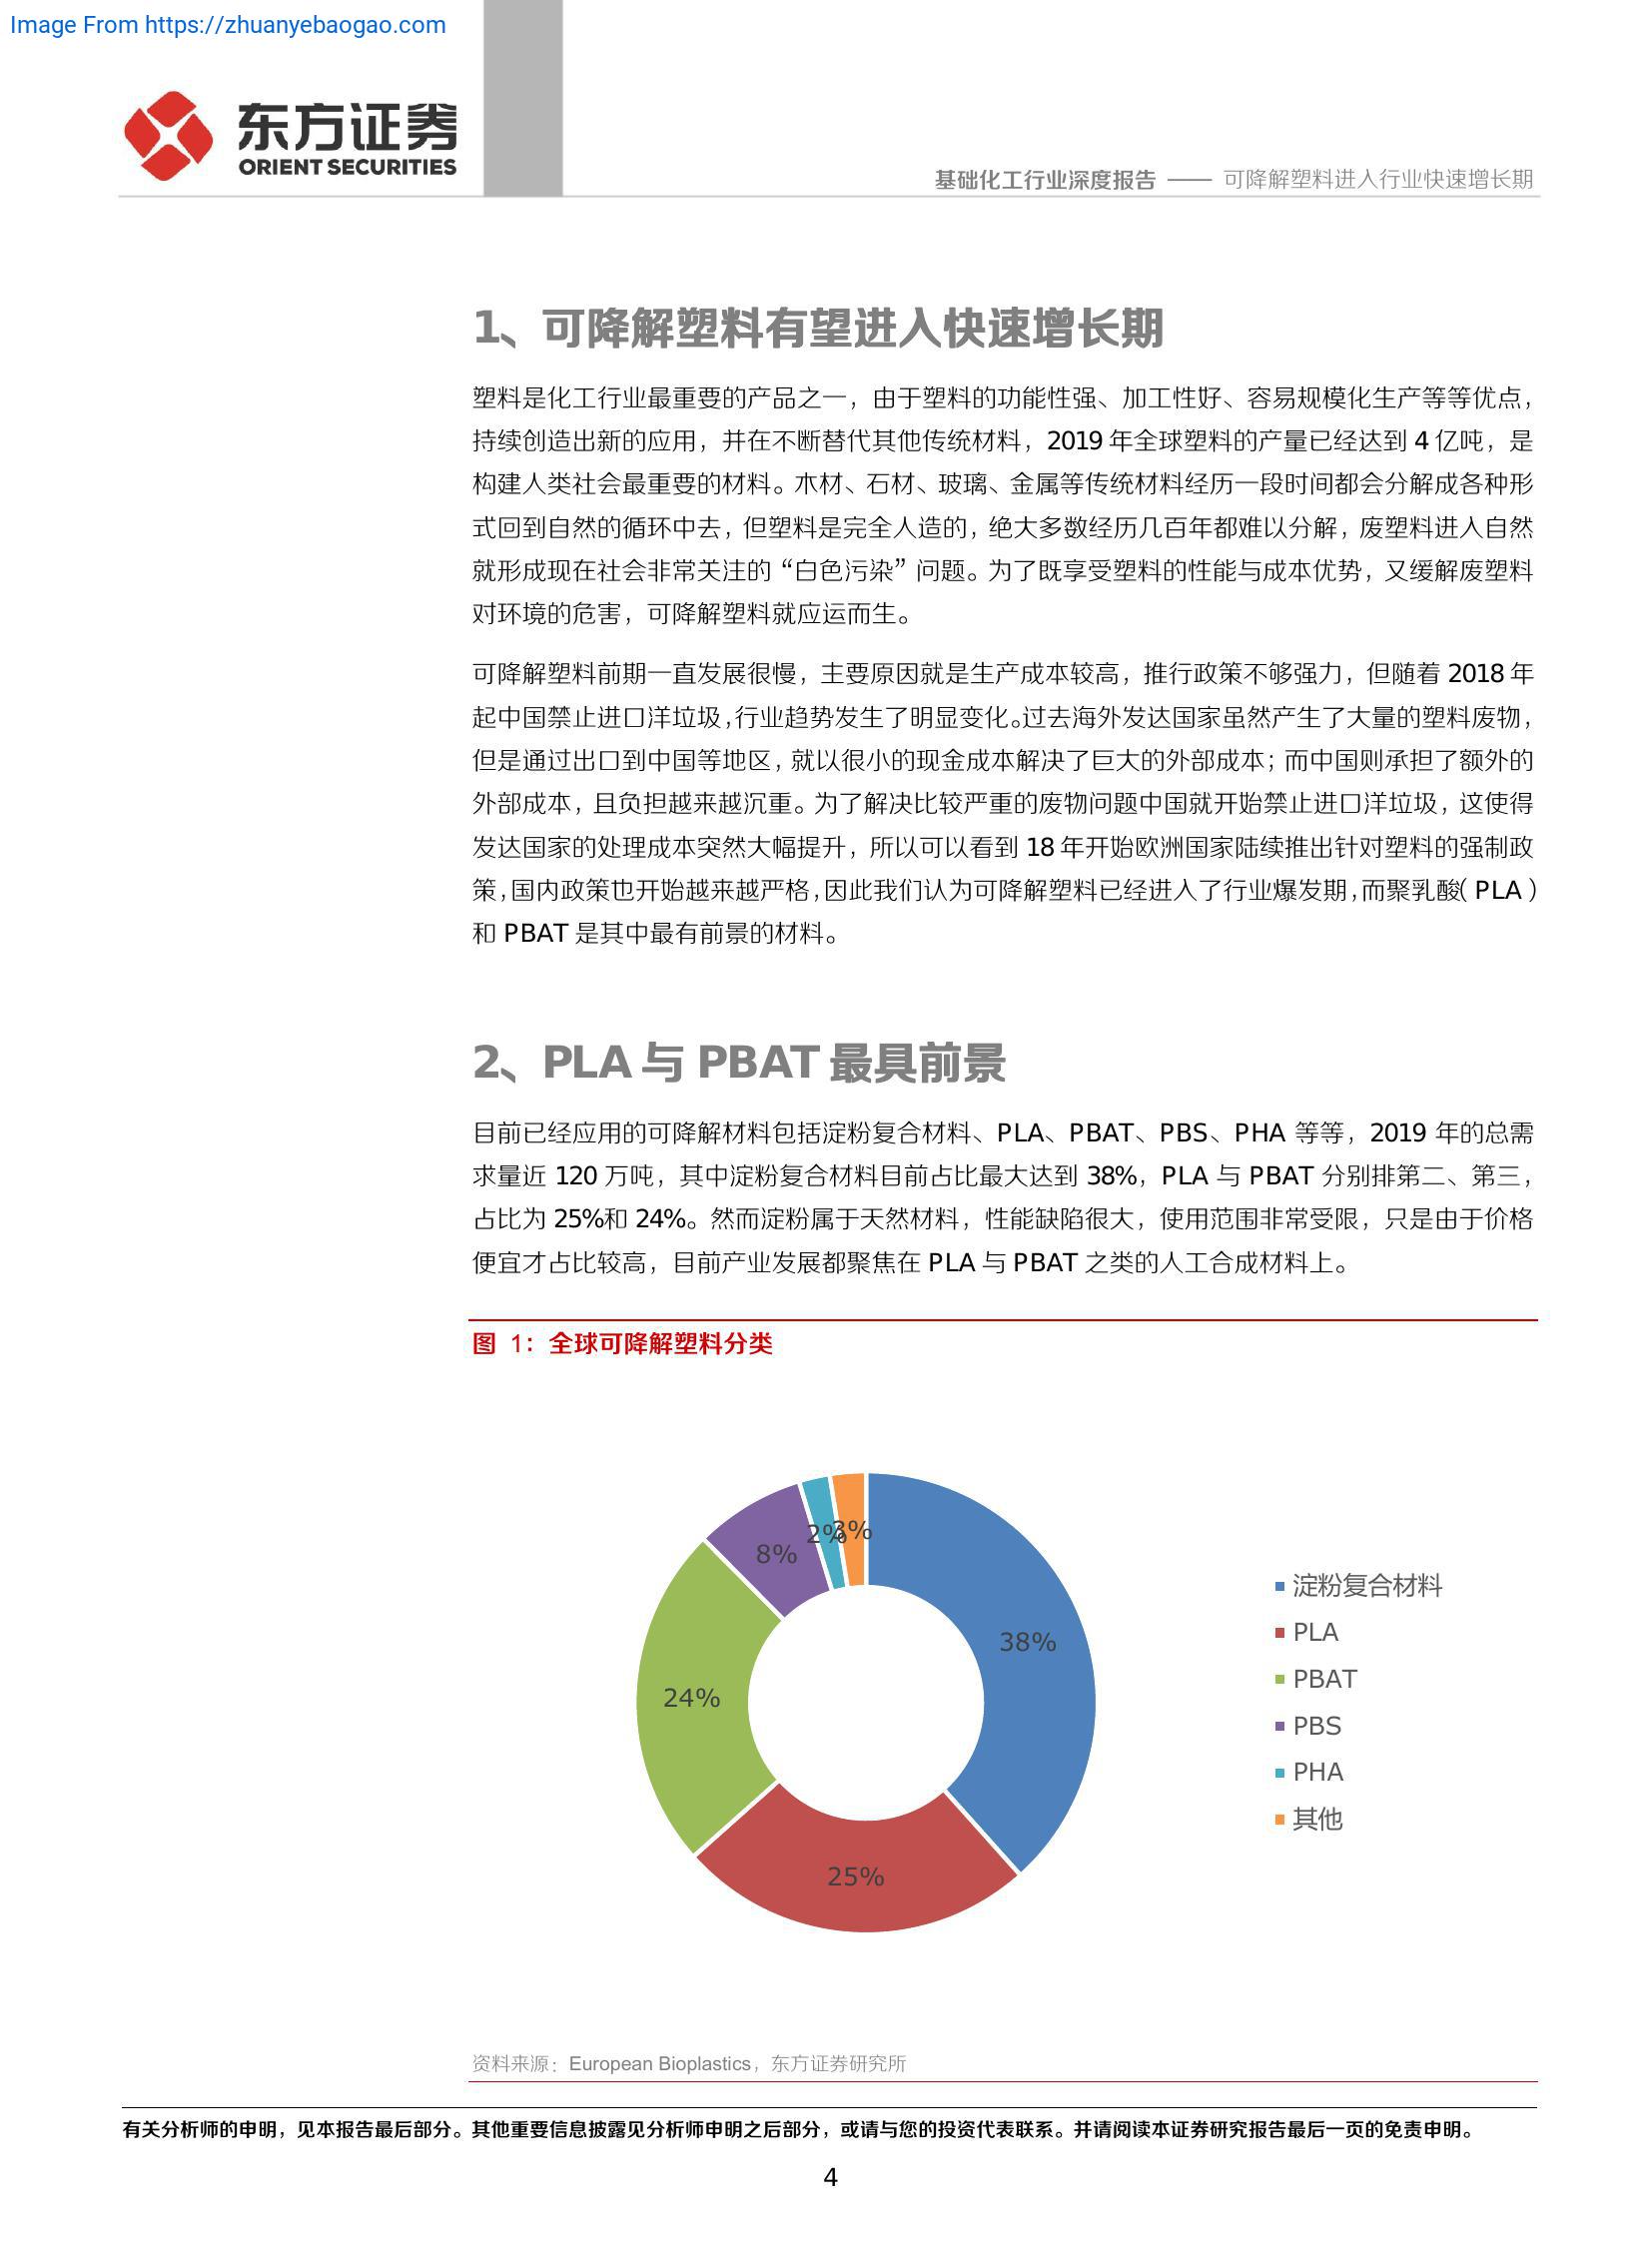 Image From https://zhuanyebaogao.com
东方证券
ORIENT SECURITIES
基础化工行业深度报告 —— 可降解塑料进入行业快速增长期
1、可降解塑料有望进入快速增长期
塑料是化工行业最重要的产品之一，由于塑料的功能性强、加工性好、容易规模化生产等等优点，
持续创造出新的应用，并在不断替代其他传统材料，2019 年全球塑料的产量已经达到 4 亿吨，是
构建人类社会最重要的材料。木材、石材、玻璃、金属等传统材料经历一段时间都会分解成各种形
式回到自然的循环中去，但塑料是完全人造的，绝大多数经历几百年都难以分解，废塑料进入自然
就形成现在社会非常关注的“白色污染”问题。为了既享受塑料的性能与成本优势，又缓解废塑料
对环境的危害，可降解塑料就应运而生。
可降解塑料前期一直发展很慢，主要原因就是生产成本较高，推行政策不够强力，但随着 2018 年
起中国禁止进口洋垃圾，行业趋势发生了明显变化。过去海外发达国家虽然产生了大量的塑料废物，
但是通过出口到中国等地区，就以很小的现金成本解决了巨大的外部成本；而中国则承担了额外的
外部成本，且负担越来越沉重。为了解决比较严重的废物问题中国就开始禁止进口洋垃圾，这使得
发达国家的处理成本突然大幅提升，所以可以看到 18 年开始欧洲国家陆续推出针对塑料的强制政
策，国内政策也开始越来越严格，因此我们认为可降解塑料已经进入了行业爆发期，而聚乳酸（PLA）
和 PBAT 是其中最有前景的材料。
2、PLA 与 PBAT 最具前景
目前已经应用的可降解材料包括淀粉复合材料、PLA、PBAT、PBS、PHA 等等，2019 年的总需
求量近 120 万吨，其中淀粉复合材料目前占比最大达到 38%，PLA 与 PBAT 分别排第二、第三，
占比为 25%和 24%。然而淀粉属于天然材料，性能缺陷很大，使用范围非常受限，只是由于价格
便宜才占比较高，目前产业发展都聚焦在 PLA 与 PBAT 之类的人工合成材料上。
图 1：全球可降解塑料分类
38%
25%
24%
8%
2%
3%
淀粉复合材料
PLA
PBAT
PBS
PHA
其他
资料来源：European Bioplastics，东方证券研究所
有关分析师的申明，见本报告最后部分。其他重要信息披露见分析师申明之后部分，或请与您的投资代表联系。并请阅读本证券研究报告最后一页的免责申明。
4